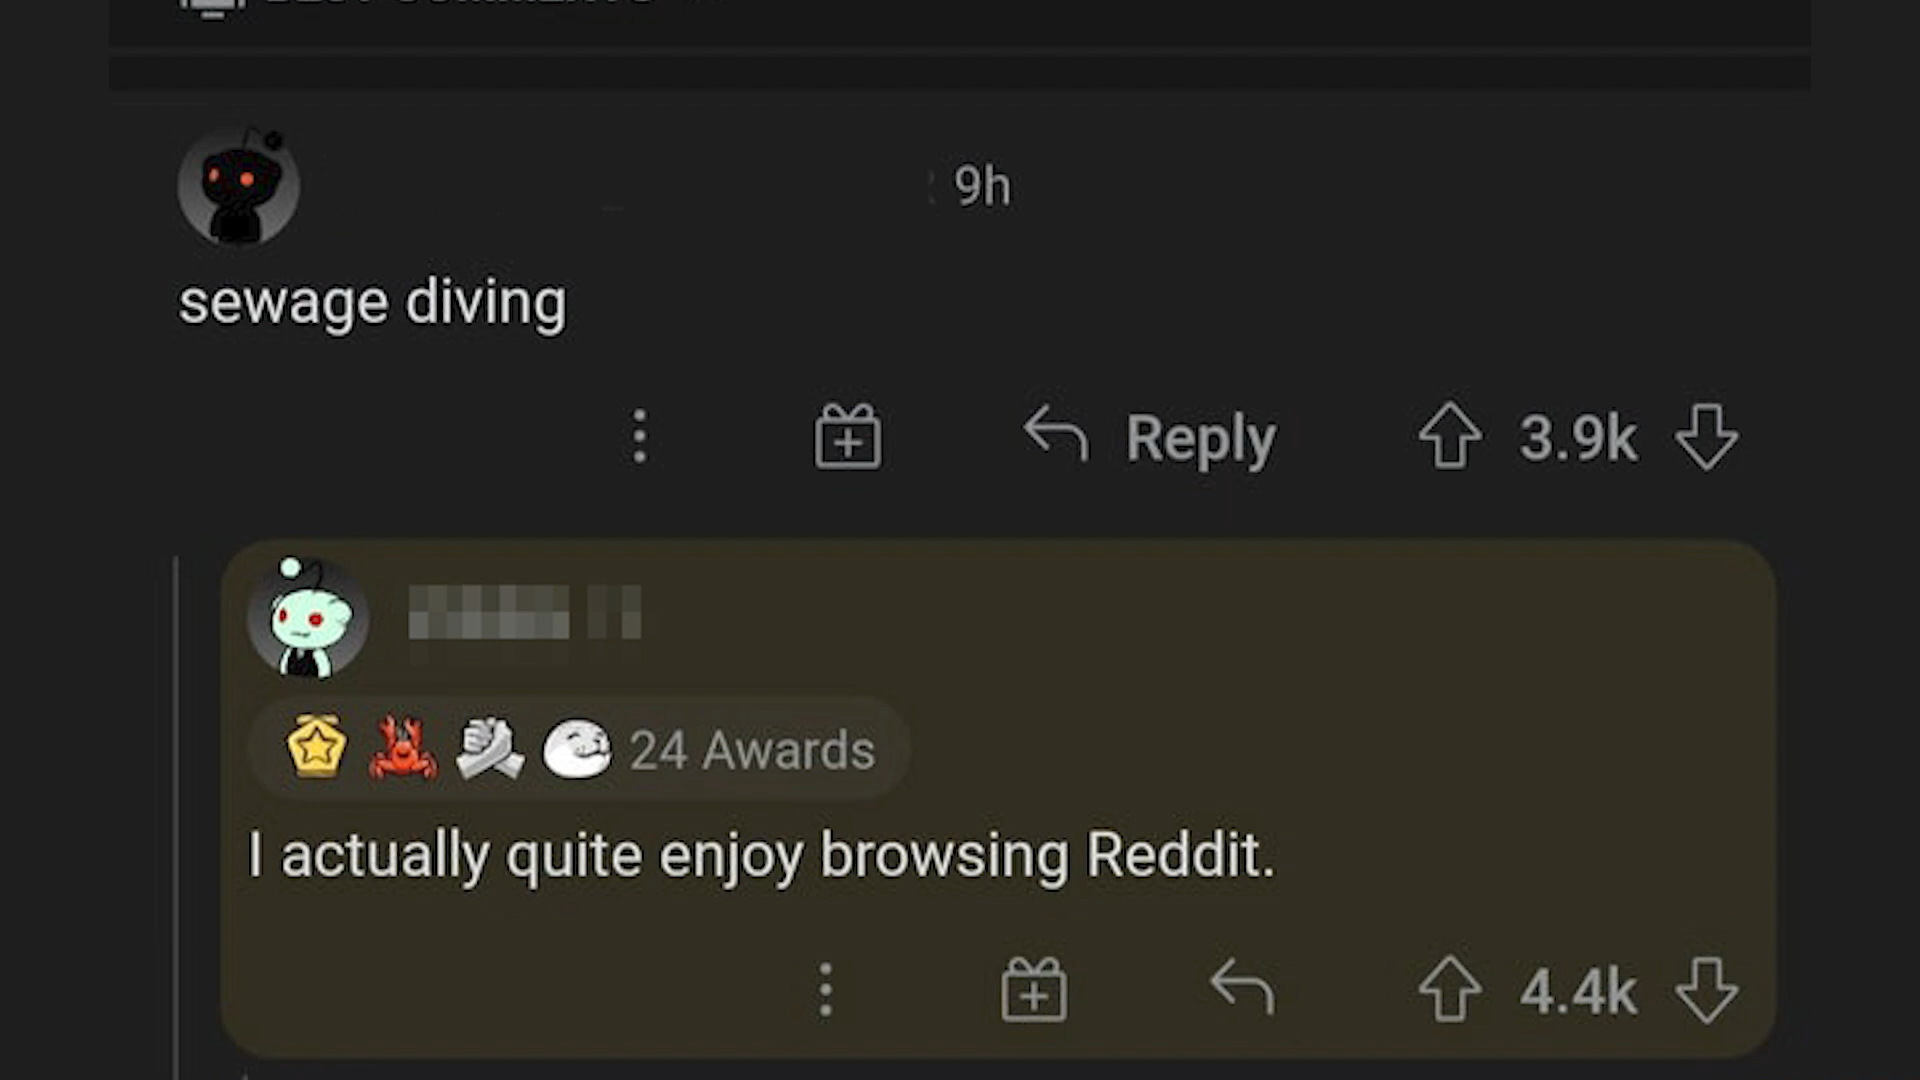 9h
sewage diving
Reply 3.9k
24 Awards
I actually quite enjoy browsing Reddit.
4.4k